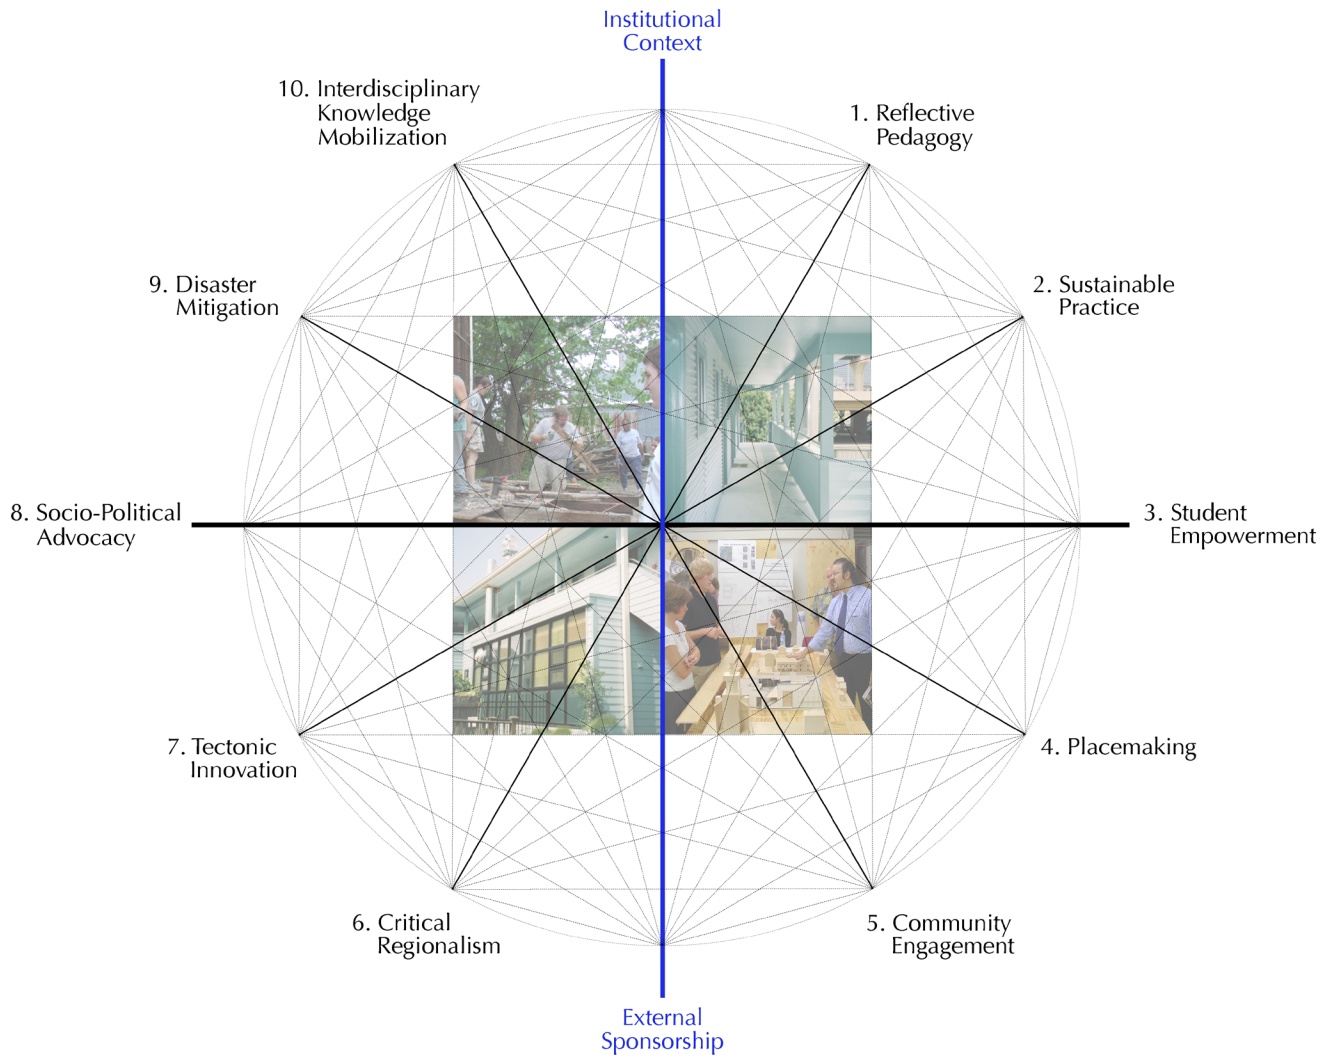 Institutional
Context
10. Interdisciplinary
Knowledge
Mobilization
1. Reflective
Pedagogy
9. Disaster
Mitigation
2. Sustainable
Practice
8. Socio-Political
Advocacy
3. Student
Empowerment
7. Tectonic
Innovation
4. Placemaking
6. Critical
Regionalism
5. Community
Engagement
External
Sponsorship